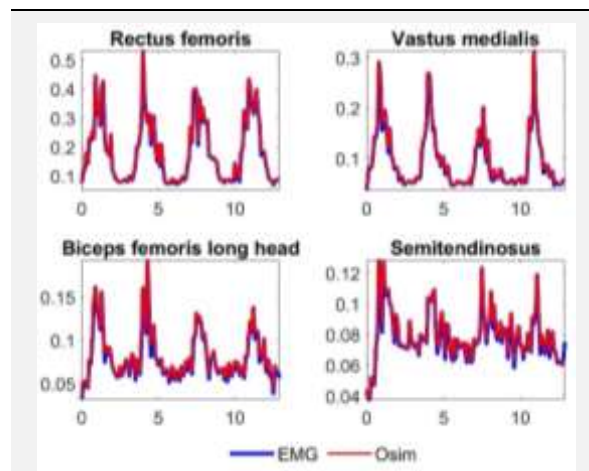 Rectus femoris
Vastus medialis
0.5
0.4
0.3
0.2
0.1
0 5 10
0.3
0.2
0.1
0 5 10
Biceps femoris long head
Semitendinosus
0.15
0.1
0.05
0 5 10
0.12
0.1
0.08
0.06
0.04
0 5 10
EMG Osim